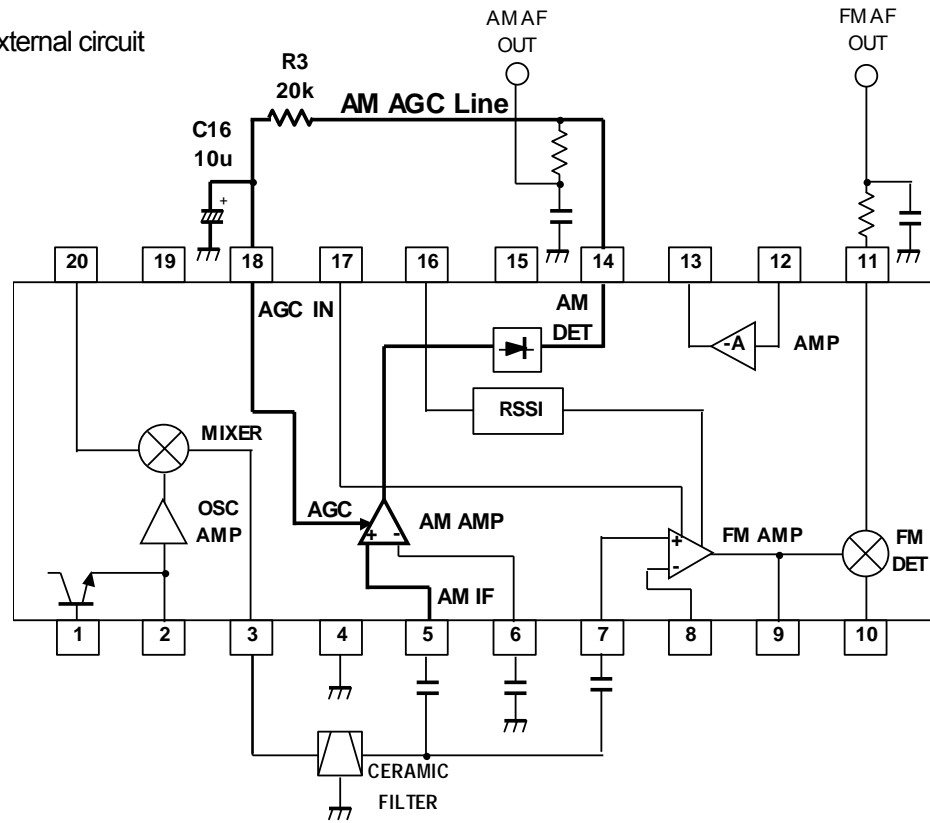 xternal circuit
AM AF
OUT
FM AF
OUT
R3
20k
AM AGC Line
C16
10u
+
20
19
18
17
16
15
14
13
12
11
AGC IN
AM
DET
-A
AMP
RSSI
MIXER
OSC
AMP
AGC
AM AMP
+
-
FM AMP
+
-
FM
DET
AM IF
1
2
3
4
5
6
7
8
9
10
CERAMIC
FILTER